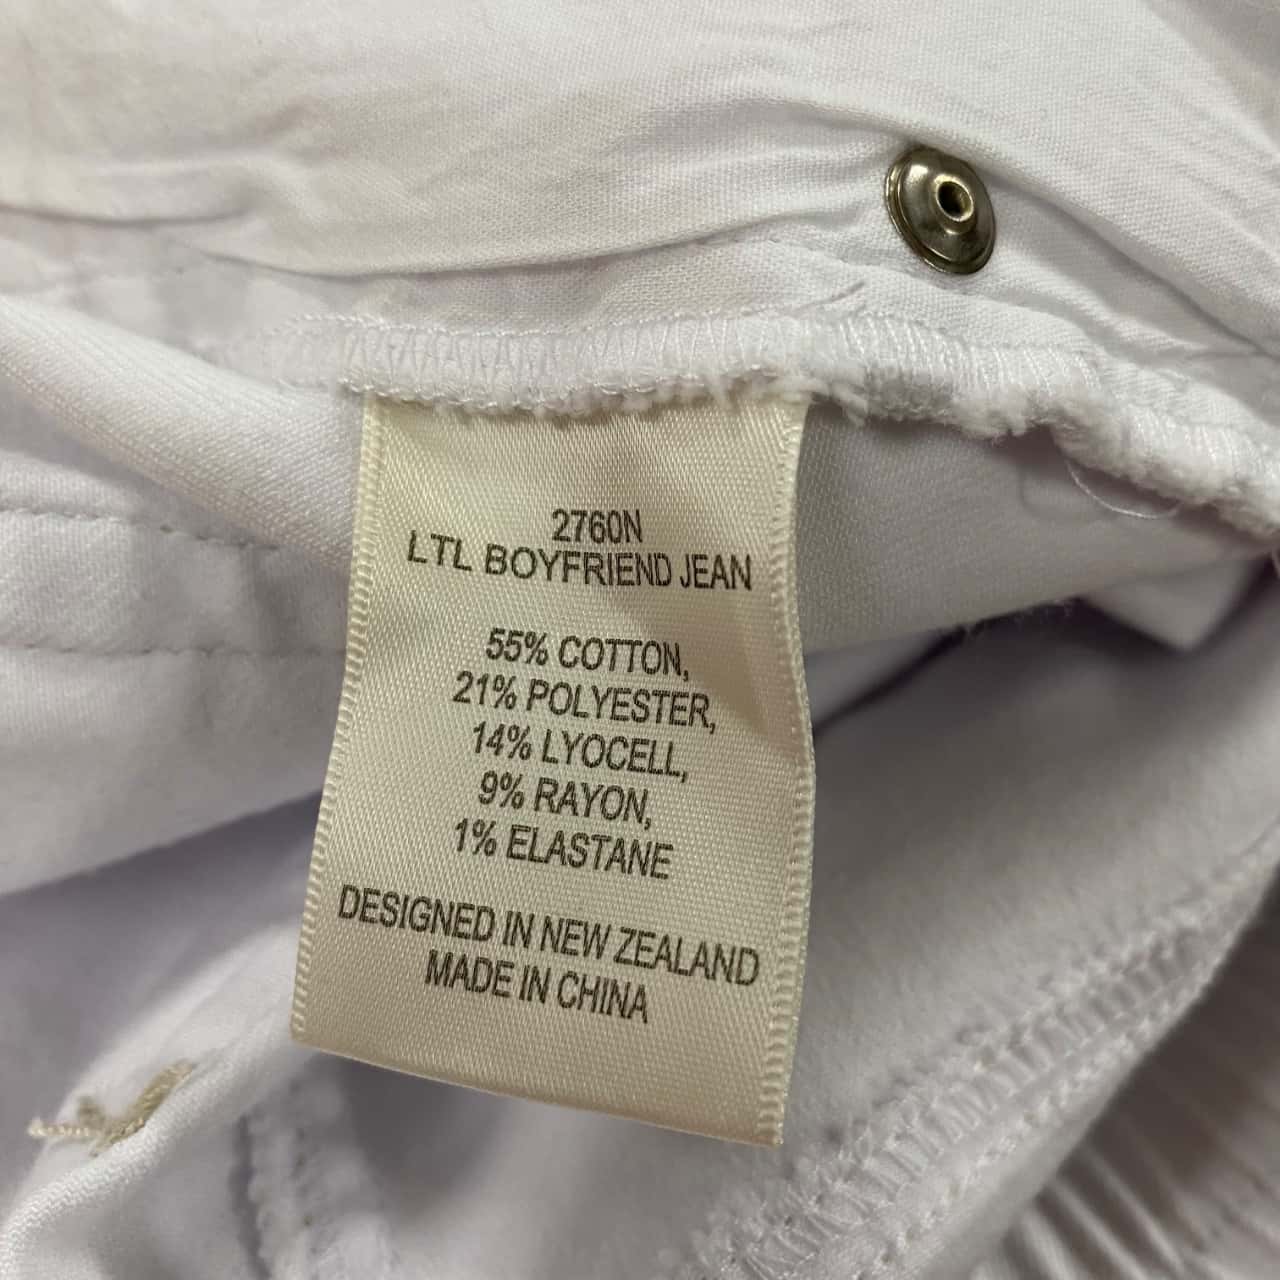 2760N
LTL BOYFRIEND JEAN
55% COTTON,
21% POLYESTER,
14% LYOCELL,
9% RAYON,
1% ELASTANE
DESIGNED IN NEW ZEALAND
MADE IN CHINA